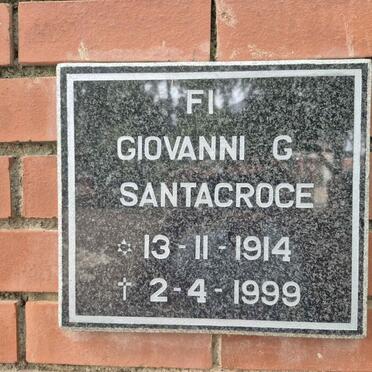 FI
GIOVANNI G
SANTACROCE
✡ 13-11-1914
† 2-4-1999